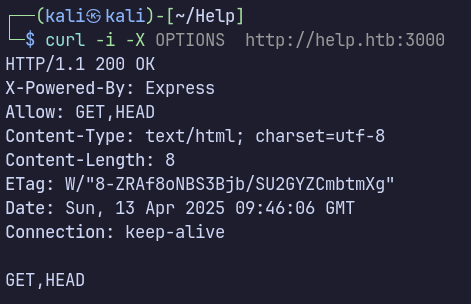 ┌──(kali㉿kali)-[~/Help]
└─$ curl -i -X OPTIONS  http://help.htb:3000
HTTP/1.1 200 OK
X-Powered-By: Express
Allow: GET,HEAD
Content-Type: text/html; charset=utf-8
Content-Length: 8
ETag: W/"8-ZRAf8oNBS3Bjb/SU2GYZCmbtmXg"
Date: Sun, 13 Apr 2025 09:46:06 GMT
Connection: keep-alive

GET,HEAD